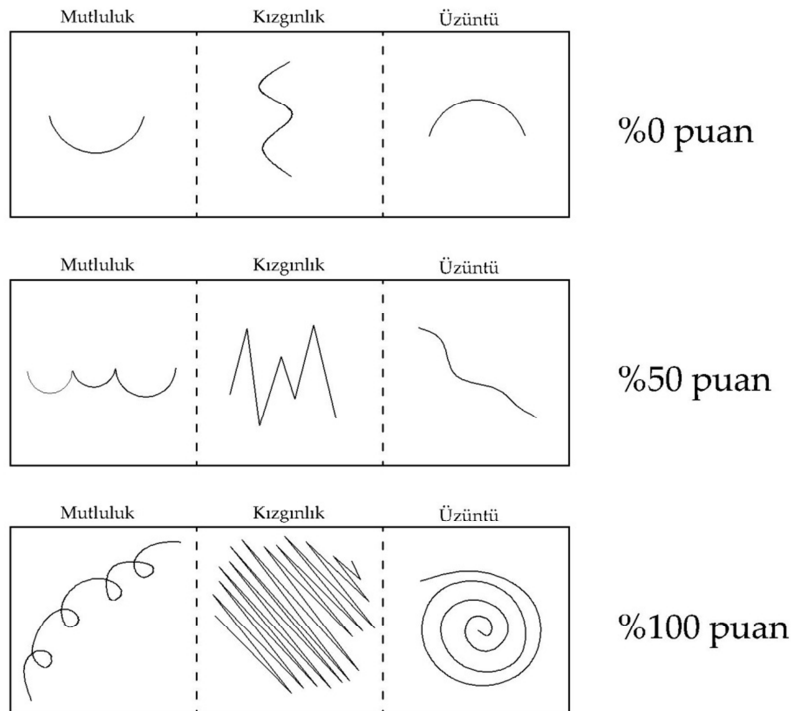 Mutluluk Kızgınlık Üzüntü
%0 puan
Mutluluk Kızgınlık Üzüntü
%50 puan
Mutluluk Kızgınlık Üzüntü
%100 puan